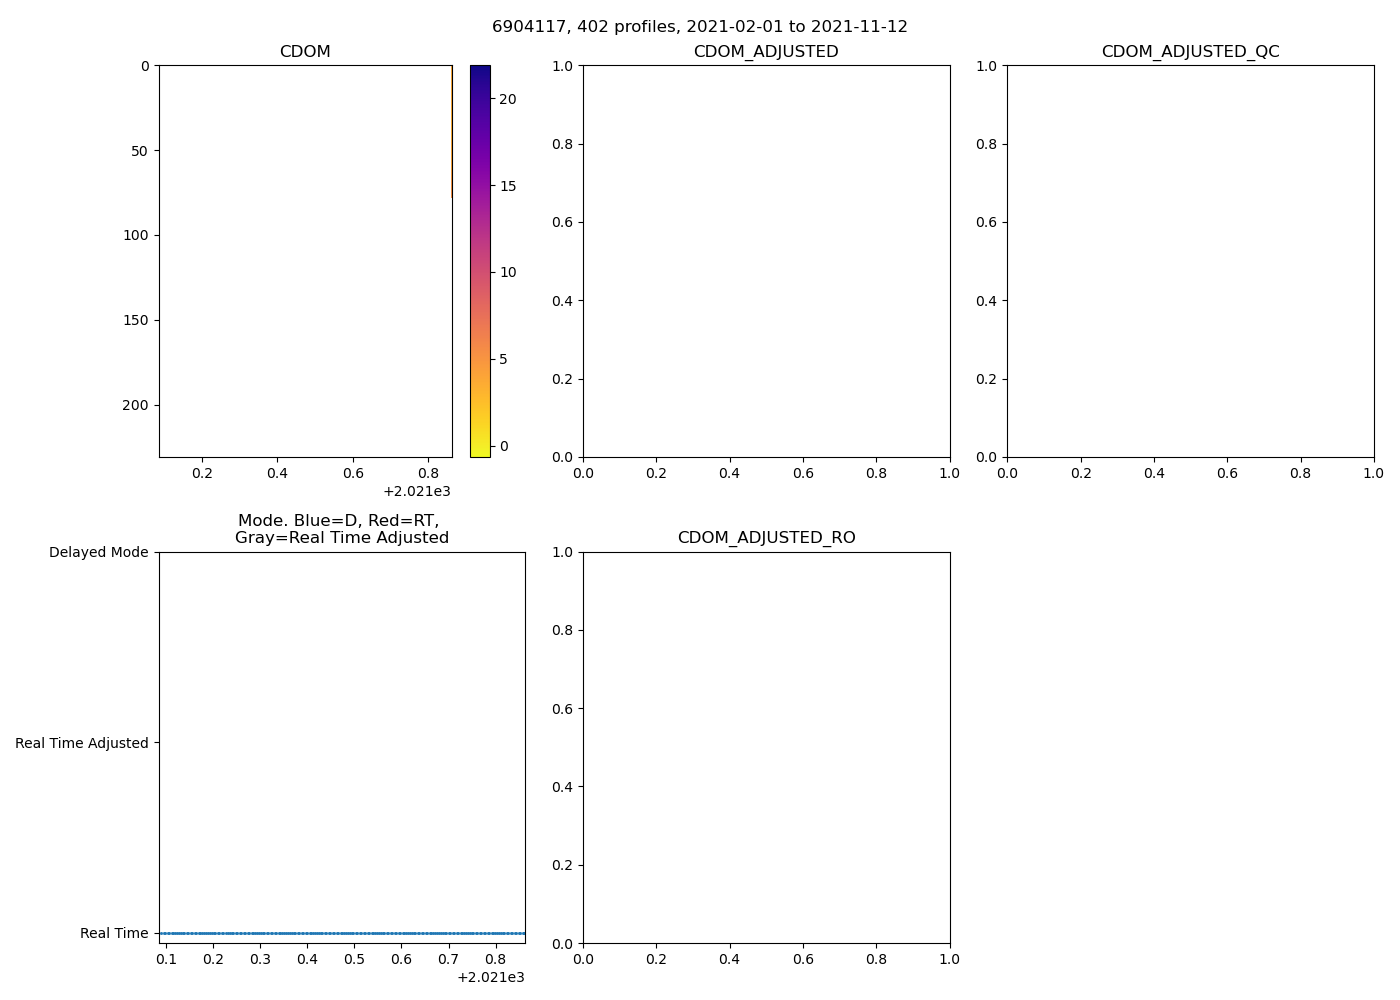 6904117, 402 profiles, 2021-02-01 to 2021-11-12
CDOM
0
50
100
150
200
0.2 0.4 0.6 0.8
+2.021e3
20
15
10
5
0
CDOM_ADJUSTED
1.0
0.8
0.6
0.4
0.2
0.0
0.0 0.2 0.4 0.6 0.8 1.0
CDOM_ADJUSTED_QC
1.0
0.8
0.6
0.4
0.2
0.0
0.0 0.2 0.4 0.6 0.8 1.0
Mode. Blue=D, Red=RT,
Gray=Real Time Adjusted
Delayed Mode
Real Time Adjusted
Real Time
0.1 0.2 0.3 0.4 0.5 0.6 0.7 0.8
+2.021e3
CDOM_ADJUSTED_RO
1.0
0.8
0.6
0.4
0.2
0.0
0.0 0.2 0.4 0.6 0.8 1.0